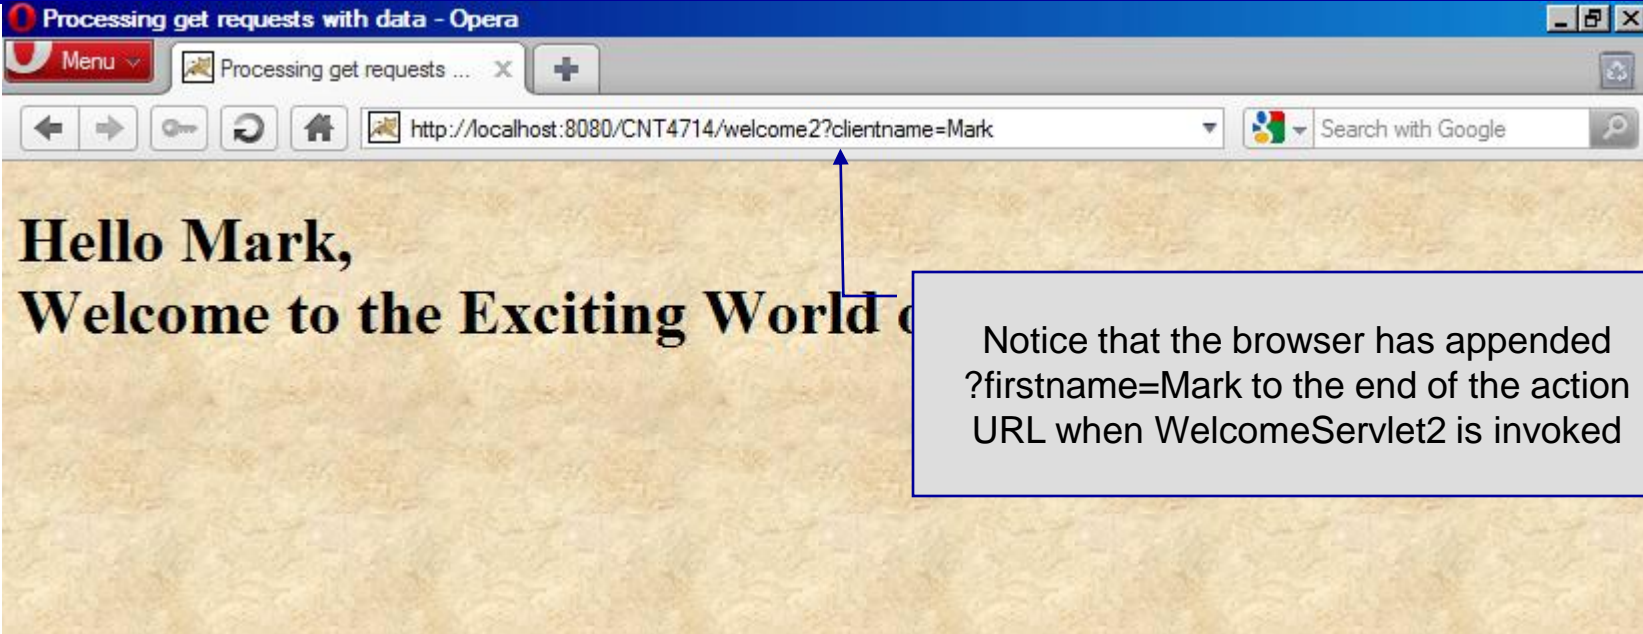 Processing get requests with data - Opera
Menu
Processing get requests ...
http://localhost:8080/CNT4714/welcome2?clientname=Mark
Search with Google
Hello Mark,
Welcome to the Exciting World
Notice that the browser has appended
?firstname=Mark to the end of the action
URL when WelcomeServlet2 is invoked